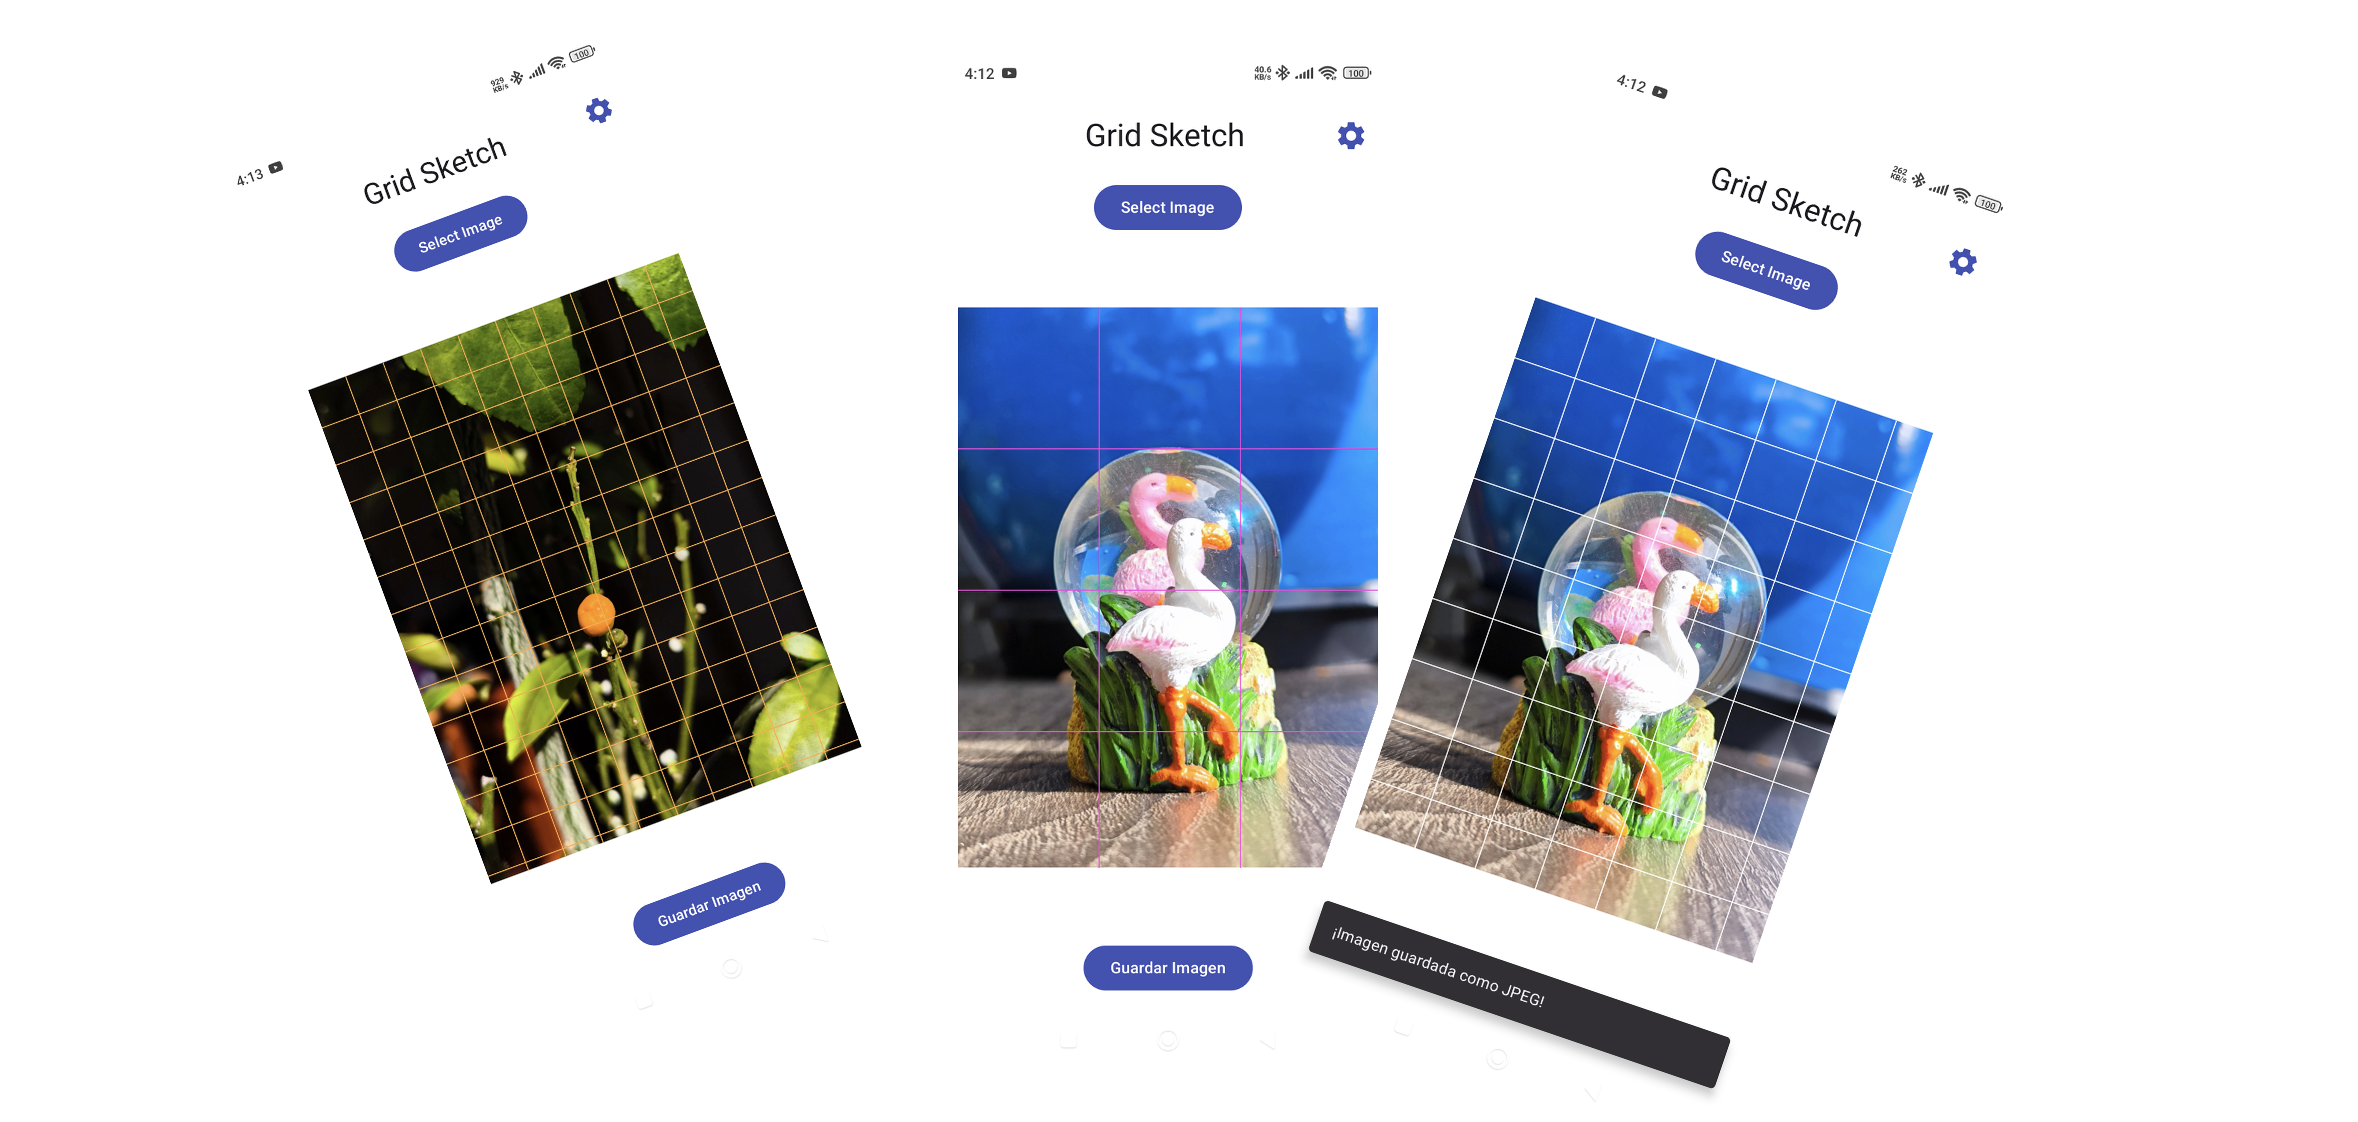 4:13
929
KB/s
100
Grid Sketch
Select Image
Guardar Imagen
4:12
40.6
KB/s
100
Grid Sketch
Select Image
Guardar Imagen
4:12
262
KB/s
100
Grid Sketch
Select Image
¡Imagen guardada como JPEG!